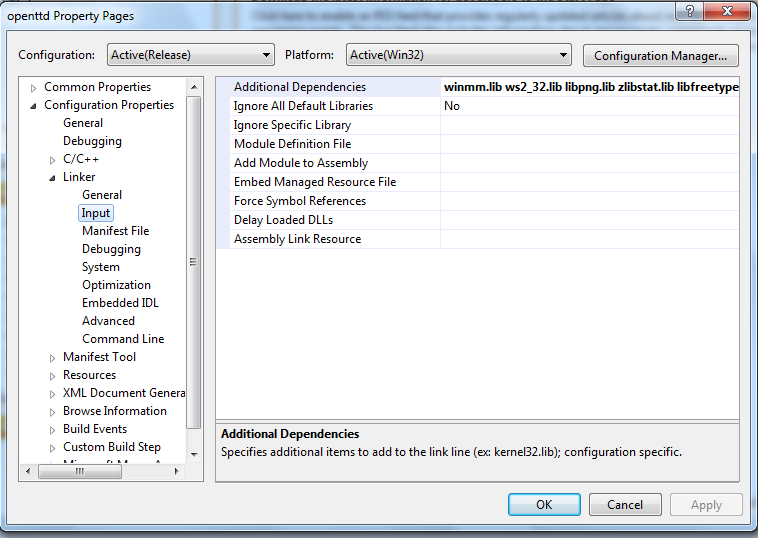 openttd Property Pages
Configuration: Active(Release) Platform: Active(Win32) Configuration Manager...
Common Properties
Configuration Properties
General
Debugging
C/C++
Linker
General
Input
Manifest File
Debugging
System
Optimization
Embedded IDL
Advanced
Command Line
Manifest Tool
Resources
XML Document Genera
Browse Information
Build Events
Custom Build Step
Additional Dependencies winmm.lib ws2_32.lib libpng.lib zlibstat.lib libfreetype
Ignore All Default Libraries No
Ignore Specific Library
Module Definition File
Add Module to Assembly
Embed Managed Resource File
Force Symbol References
Delay Loaded DLLs
Assembly Link Resource
Additional Dependencies
Specifies additional items to add to the link line (ex: kernel32.lib); configuration specific.
OK Cancel Apply